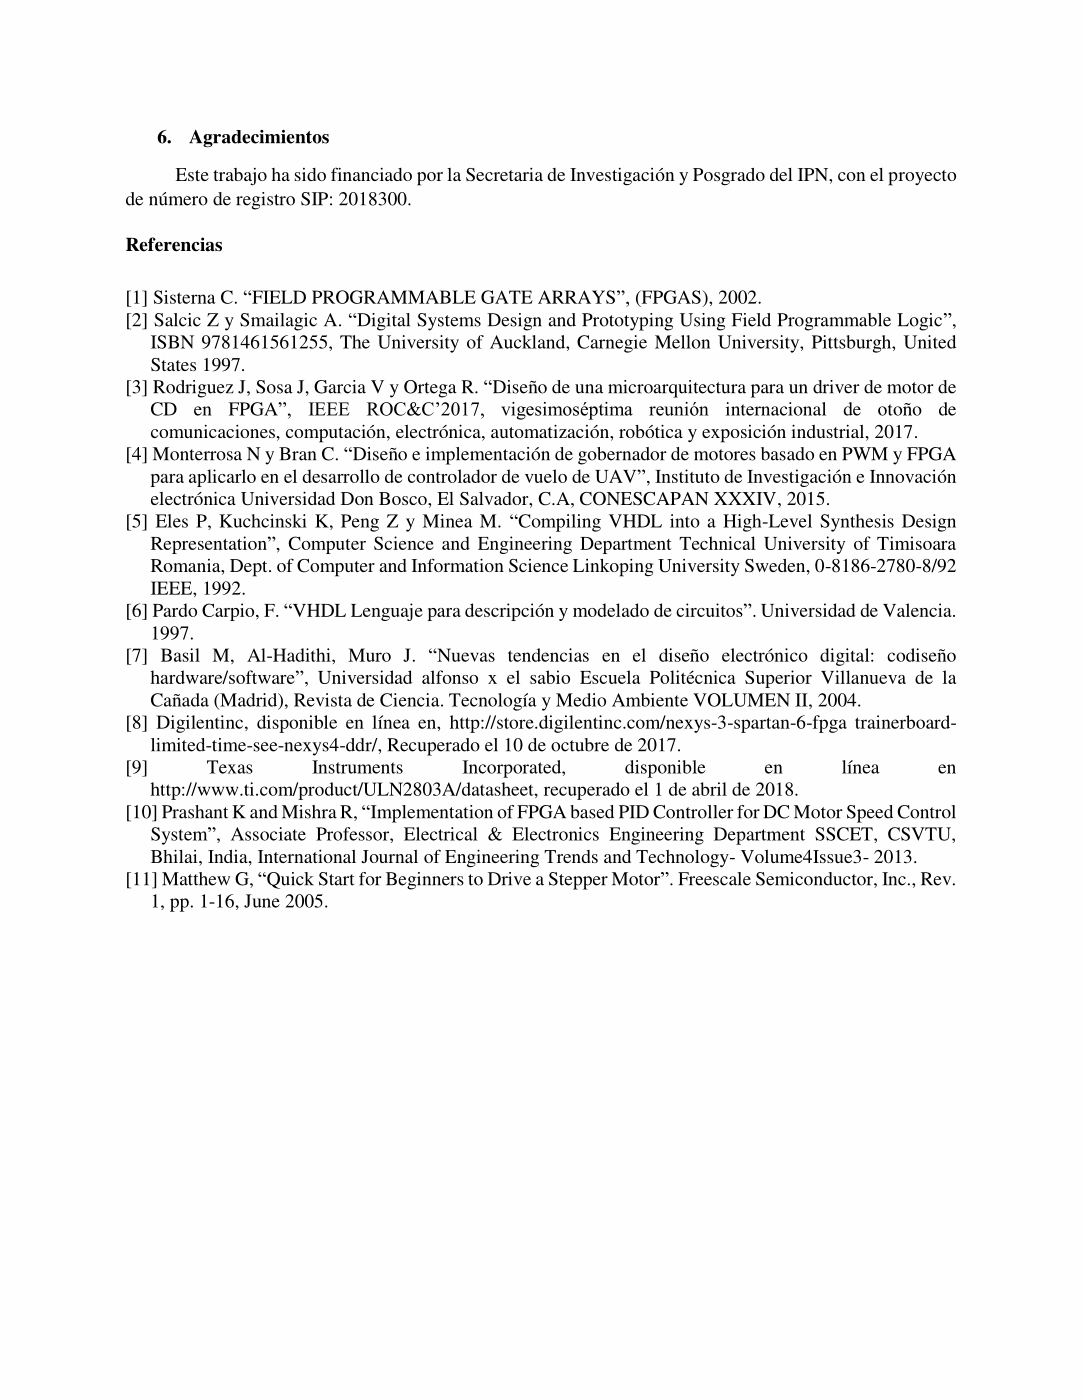 6. Agradecimientos
Este trabajo ha sido financiado por la Secretaria de Investigación y Posgrado del IPN, con el proyecto
de número de registro SIP: 2018300.
Referencias
[1] Sisterna C. “FIELD PROGRAMMABLE GATE ARRAYS”, (FPGAS), 2002.
[2] Salcic Z y Smailagic A. “Digital Systems Design and Prototyping Using Field Programmable Logic”,
ISBN 9781461561255, The University of Auckland, Carnegie Mellon University, Pittsburgh, United
States 1997.
[3] Rodriguez J, Sosa J, Garcia V y Ortega R. “Diseño de una microarquitectura para un driver de motor de
CD en FPGA”, IEEE ROC&C’2017, vigesimoséptima reunión internacional de otoño de
comunicaciones, computación, electrónica, automatización, robótica y exposición industrial, 2017.
[4] Monterrosa N y Bran C. “Diseño e implementación de gobernador de motores basado en PWM y FPGA
para aplicarlo en el desarrollo de controlador de vuelo de UAV”, Instituto de Investigación e Innovación
electrónica Universidad Don Bosco, El Salvador, C.A, CONESCAPAN XXXIV, 2015.
[5] Eles P, Kuchcinski K, Peng Z y Minea M. “Compiling VHDL into a High-Level Synthesis Design
Representation”, Computer Science and Engineering Department Technical University of Timisoara
Romania, Dept. of Computer and Information Science Linkoping University Sweden, 0-8186-2780-8/92
IEEE, 1992.
[6] Pardo Carpio, F. “VHDL Lenguaje para descripción y modelado de circuitos”. Universidad de Valencia.
1997.
[7] Basil M, Al-Hadithi, Muro J. “Nuevas tendencias en el diseño electrónico digital: codiseño
hardware/software”, Universidad alfonso x el sabio Escuela Politécnica Superior Villanueva de la
Cañada (Madrid), Revista de Ciencia. Tecnología y Medio Ambiente VOLUMEN II, 2004.
[8] Digilentinc, disponible en línea en, http://store.digilentinc.com/nexys-3-spartan-6-fpga trainerboard-
limited-time-see-nexys4-ddr/, Recuperado el 10 de octubre de 2017.
[9] Texas Instruments Incorporated, disponible en línea en
http://www.ti.com/product/ULN2803A/datasheet, recuperado el 1 de abril de 2018.
[10] Prashant K and Mishra R, “Implementation of FPGA based PID Controller for DC Motor Speed Control
System”, Associate Professor, Electrical & Electronics Engineering Department SSCET, CSVTU,
Bhilai, India, International Journal of Engineering Trends and Technology- Volume4Issue3- 2013.
[11] Matthew G, “Quick Start for Beginners to Drive a Stepper Motor”. Freescale Semiconductor, Inc., Rev.
1, pp. 1-16, June 2005.